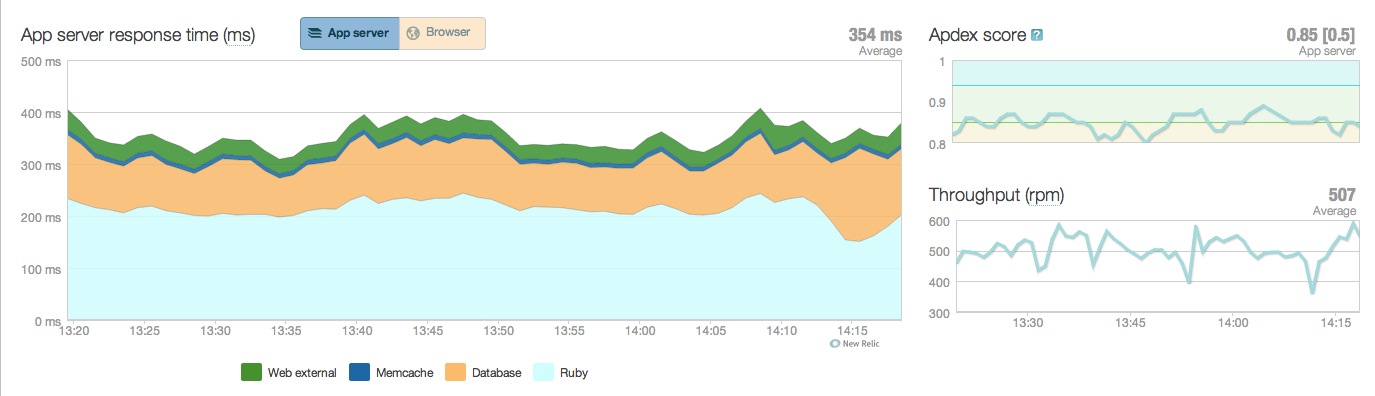 App server response time (ms)
App server
Browser
354 ms
Average
500 ms
400 ms
300 ms
200 ms
100 ms
0 ms
13:20 13:25 13:30 13:35 13:40 13:45 13:50 13:55 14:00 14:05 14:10 14:15
New Relic
Web external Memcache Database Ruby
Apdex score ?
0.85 [0.5]
App server
1
0.9
0.8
Throughput (rpm)
507
Average
600
500
400
300
13:30 13:45 14:00 14:15